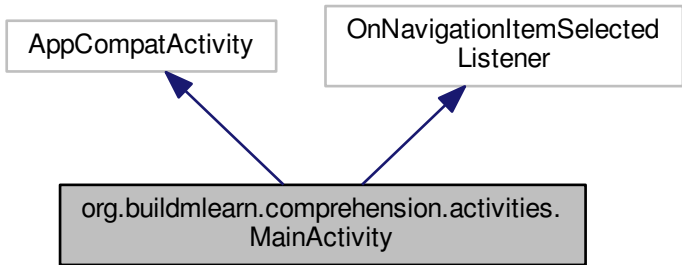 AppCompatActivity
OnNavigationItemSelected
Listener
org.buildmlearn.comprehension.activities.
MainActivity